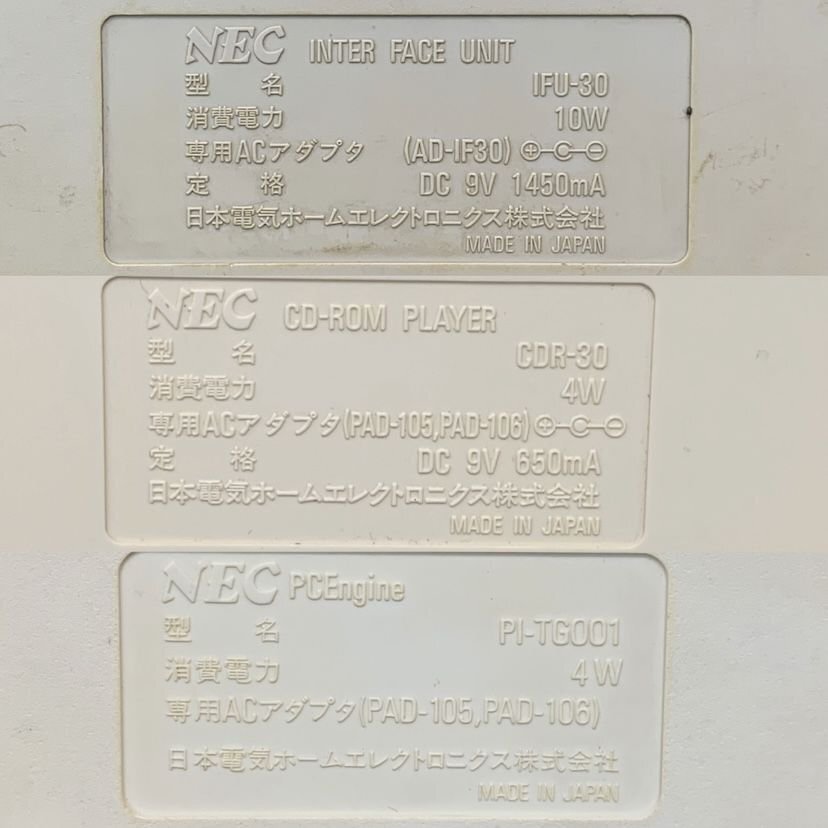 NEC INTER FACE UNIT
型 名 IFU-30
消費電力 10W
専用ACアダプタ (AD-IF30) ⊕-C-⊖
定 格 DC 9V 1450mA
日本電気ホームエレクトロニクス株式会社
MADE IN JAPAN
NEC CD-ROM PLAYER
型 名 CDR-30
消費電力 4W
専用ACアダプタ(PAD-105,PAD-106) ⊕-C-⊖
定 格 DC 9V 650mA
日本電気ホームエレクトロニクス株式会社
MADE IN JAPAN
NEC PCEngine
型 名 PI-TG001
消費電力 4W
専用ACアダプタ(PAD-105,PAD-106)
日本電気ホームエレクトロニクス株式会社
MADE IN JAPAN